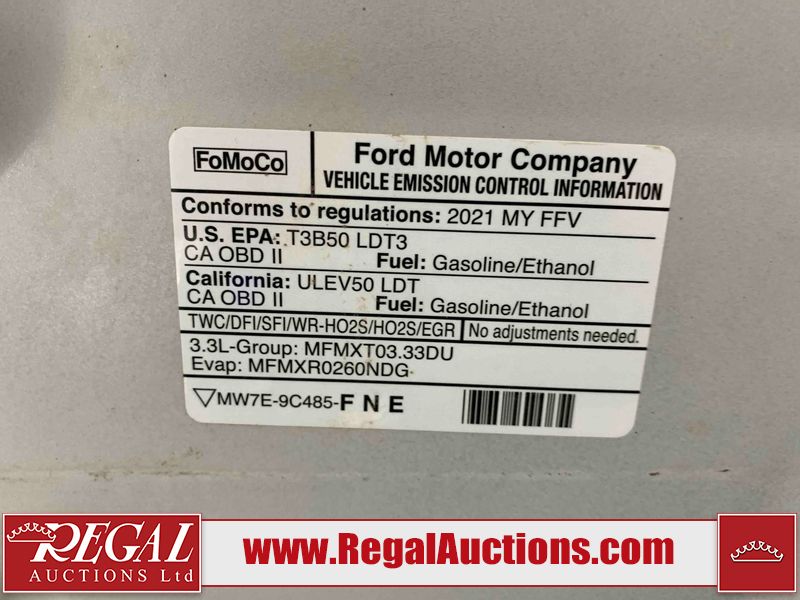 FoMoCo
Ford Motor Company
VEHICLE EMISSION CONTROL INFORMATION
Conforms to regulations: 2021 MY FFV
U.S. EPA: T3B50 LDT3
CA OBD II Fuel: Gasoline/Ethanol
California: ULEV50 LDT
CA OBD II Fuel: Gasoline/Ethanol
TWC/DFI/SFI/WR-HO2S/HO2S/EGR No adjustments needed.
3.3L-Group: MFMXT03.33DU
Evap: MFMXR0260NDG
MW7E-9C485-F N E
REGAL
AUCTIONS Ltd
www.RegalAuctions.com